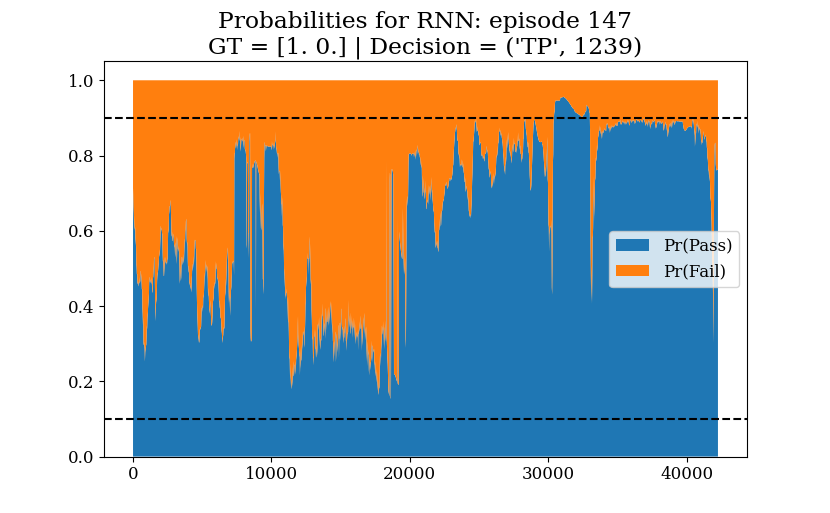 Probabilities for RNN: episode 147
GT = [1. 0.] | Decision = ('TP', 1239)
1.0
0.8
0.6
0.4
0.2
0.0
Pr(Pass)
Pr(Fail)
0
10000
20000
30000
40000